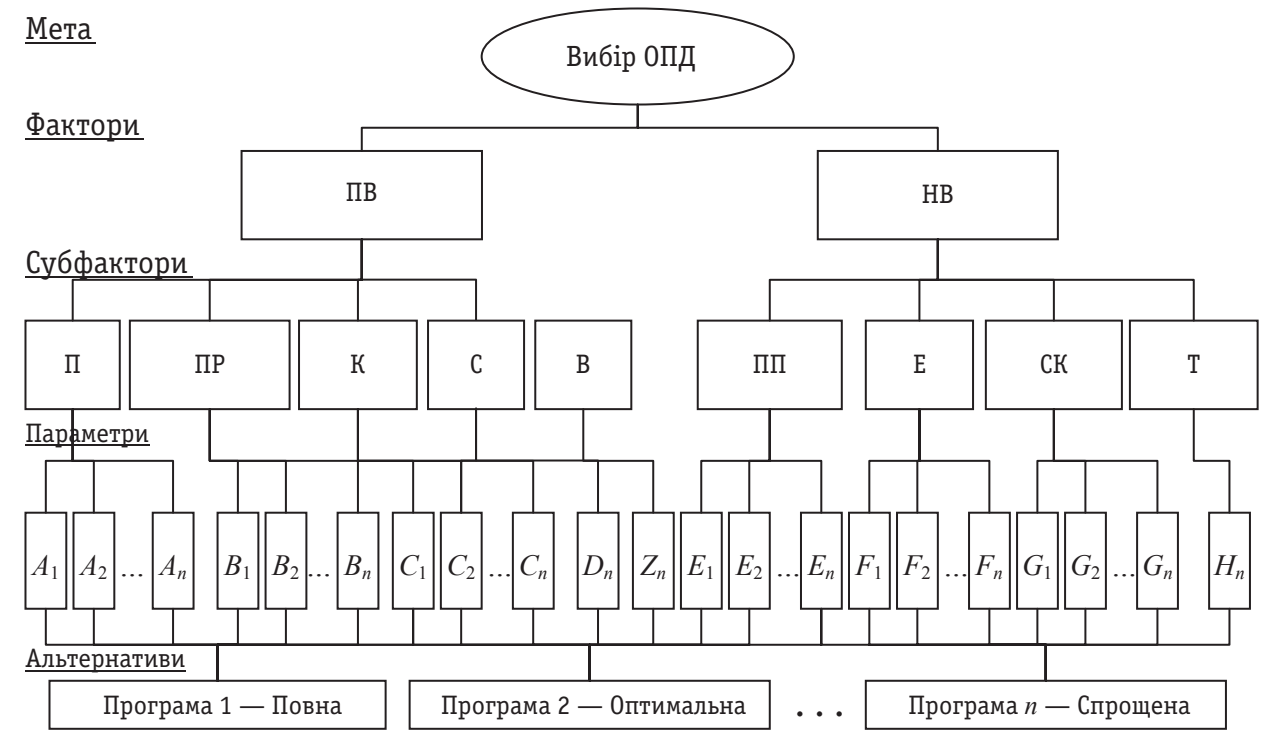 Мета
Вибір ОПД
Фактори
ПВ НВ
Субфактори
П ПР К С В ПП Е СК Т
Параметри
A₁ A₂ ... Aₙ B₁ B₂ ... Bₙ C₁ C₂ ... Cₙ Dₙ Zₙ E₁ E₂ ... Eₙ F₁ F₂ ... Fₙ G₁ G₂ ... Gₙ Hₙ
Альтернативи
Програма 1 — Повна Програма 2 — Оптимальна . . . Програма n — Спрощена